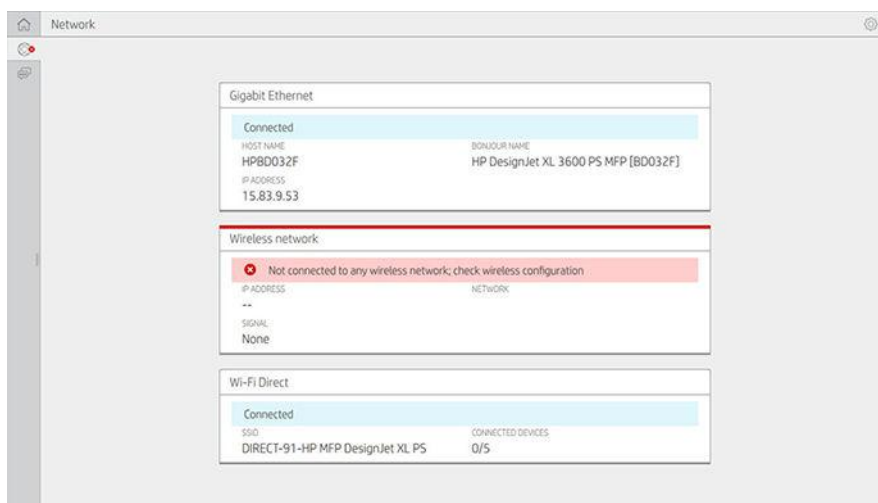 Network
Gigabit Ethernet
Connected
HOST NAME BONJOUR NAME
HPBD032F HP DesignJet XL 3600 PS MFP [BD032F]
IP ADDRESS
15.83.9.53
Wireless network
Not connected to any wireless network; check wireless configuration
IP ADDRESS NETWORK
--
SIGNAL
None
Wi-Fi Direct
Connected
SSID CONNECTED DEVICES
DIRECT-91-HP MFP DesignJet XL PS 0/5